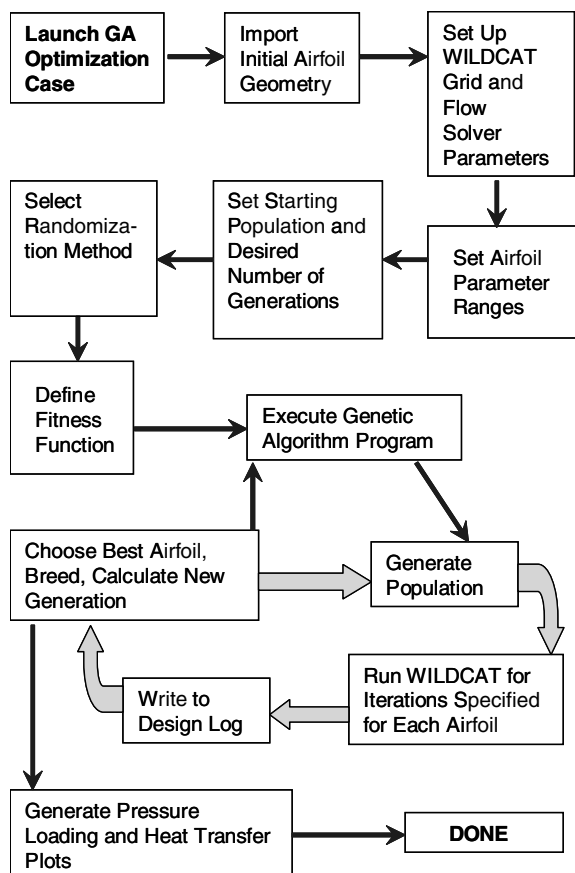 Launch GA
Optimization
Case
Import
Initial Airfoil
Geometry
Set Up
WILDCAT
Grid and
Flow
Solver
Parameters
Select
Randomiza-
tion Method
Set Starting
Population and
Desired
Number of
Generations
Set Airfoil
Parameter
Ranges
Define
Fitness
Function
Execute Genetic
Algorithm Program
Choose Best Airfoil,
Breed, Calculate New
Generation
Generate
Population
Write to
Design Log
Run WILDCAT for
Iterations Specified
for Each Airfoil
Generate Pressure
Loading and Heat Transfer
Plots
DONE